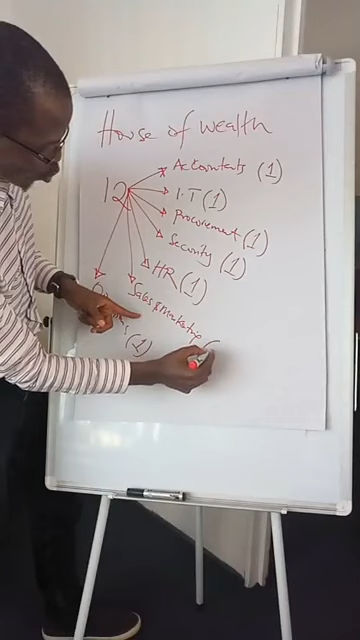 House of wealth
12
Accountants (1)
I.T (1)
Procurement (1)
Security (1)
HR (1)
Sales & Marketing (
(1)